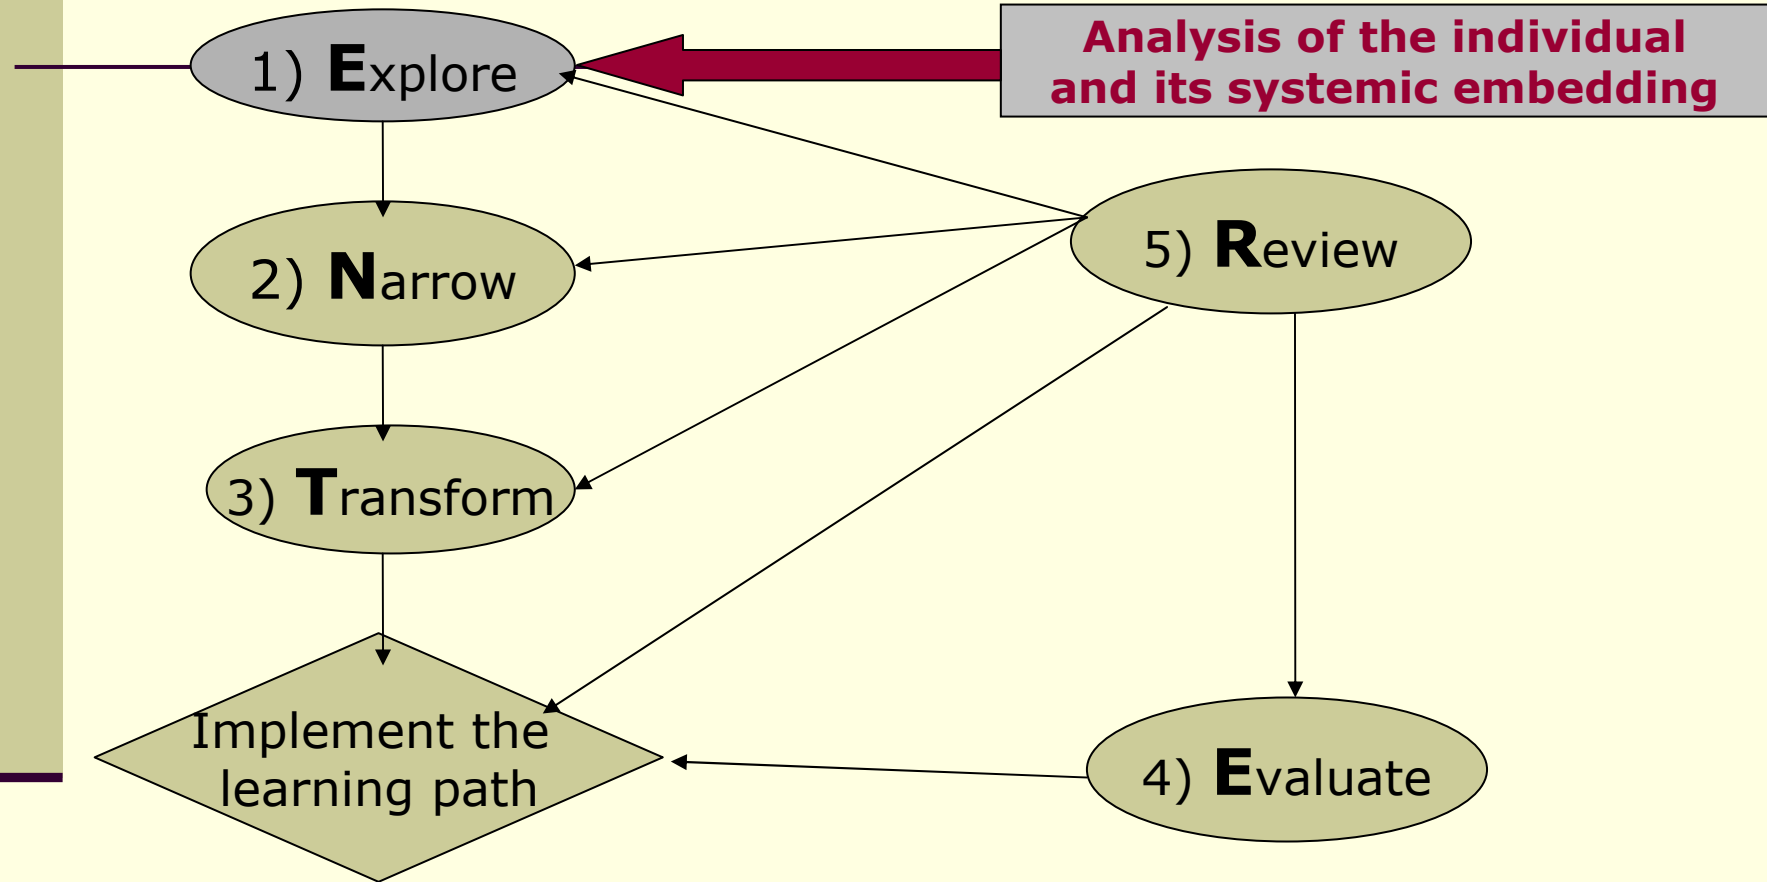 1) Explore
Analysis of the individual
and its systemic embedding
2) Narrow
5) Review
3) Transform
Implement the
learning path
4) Evaluate